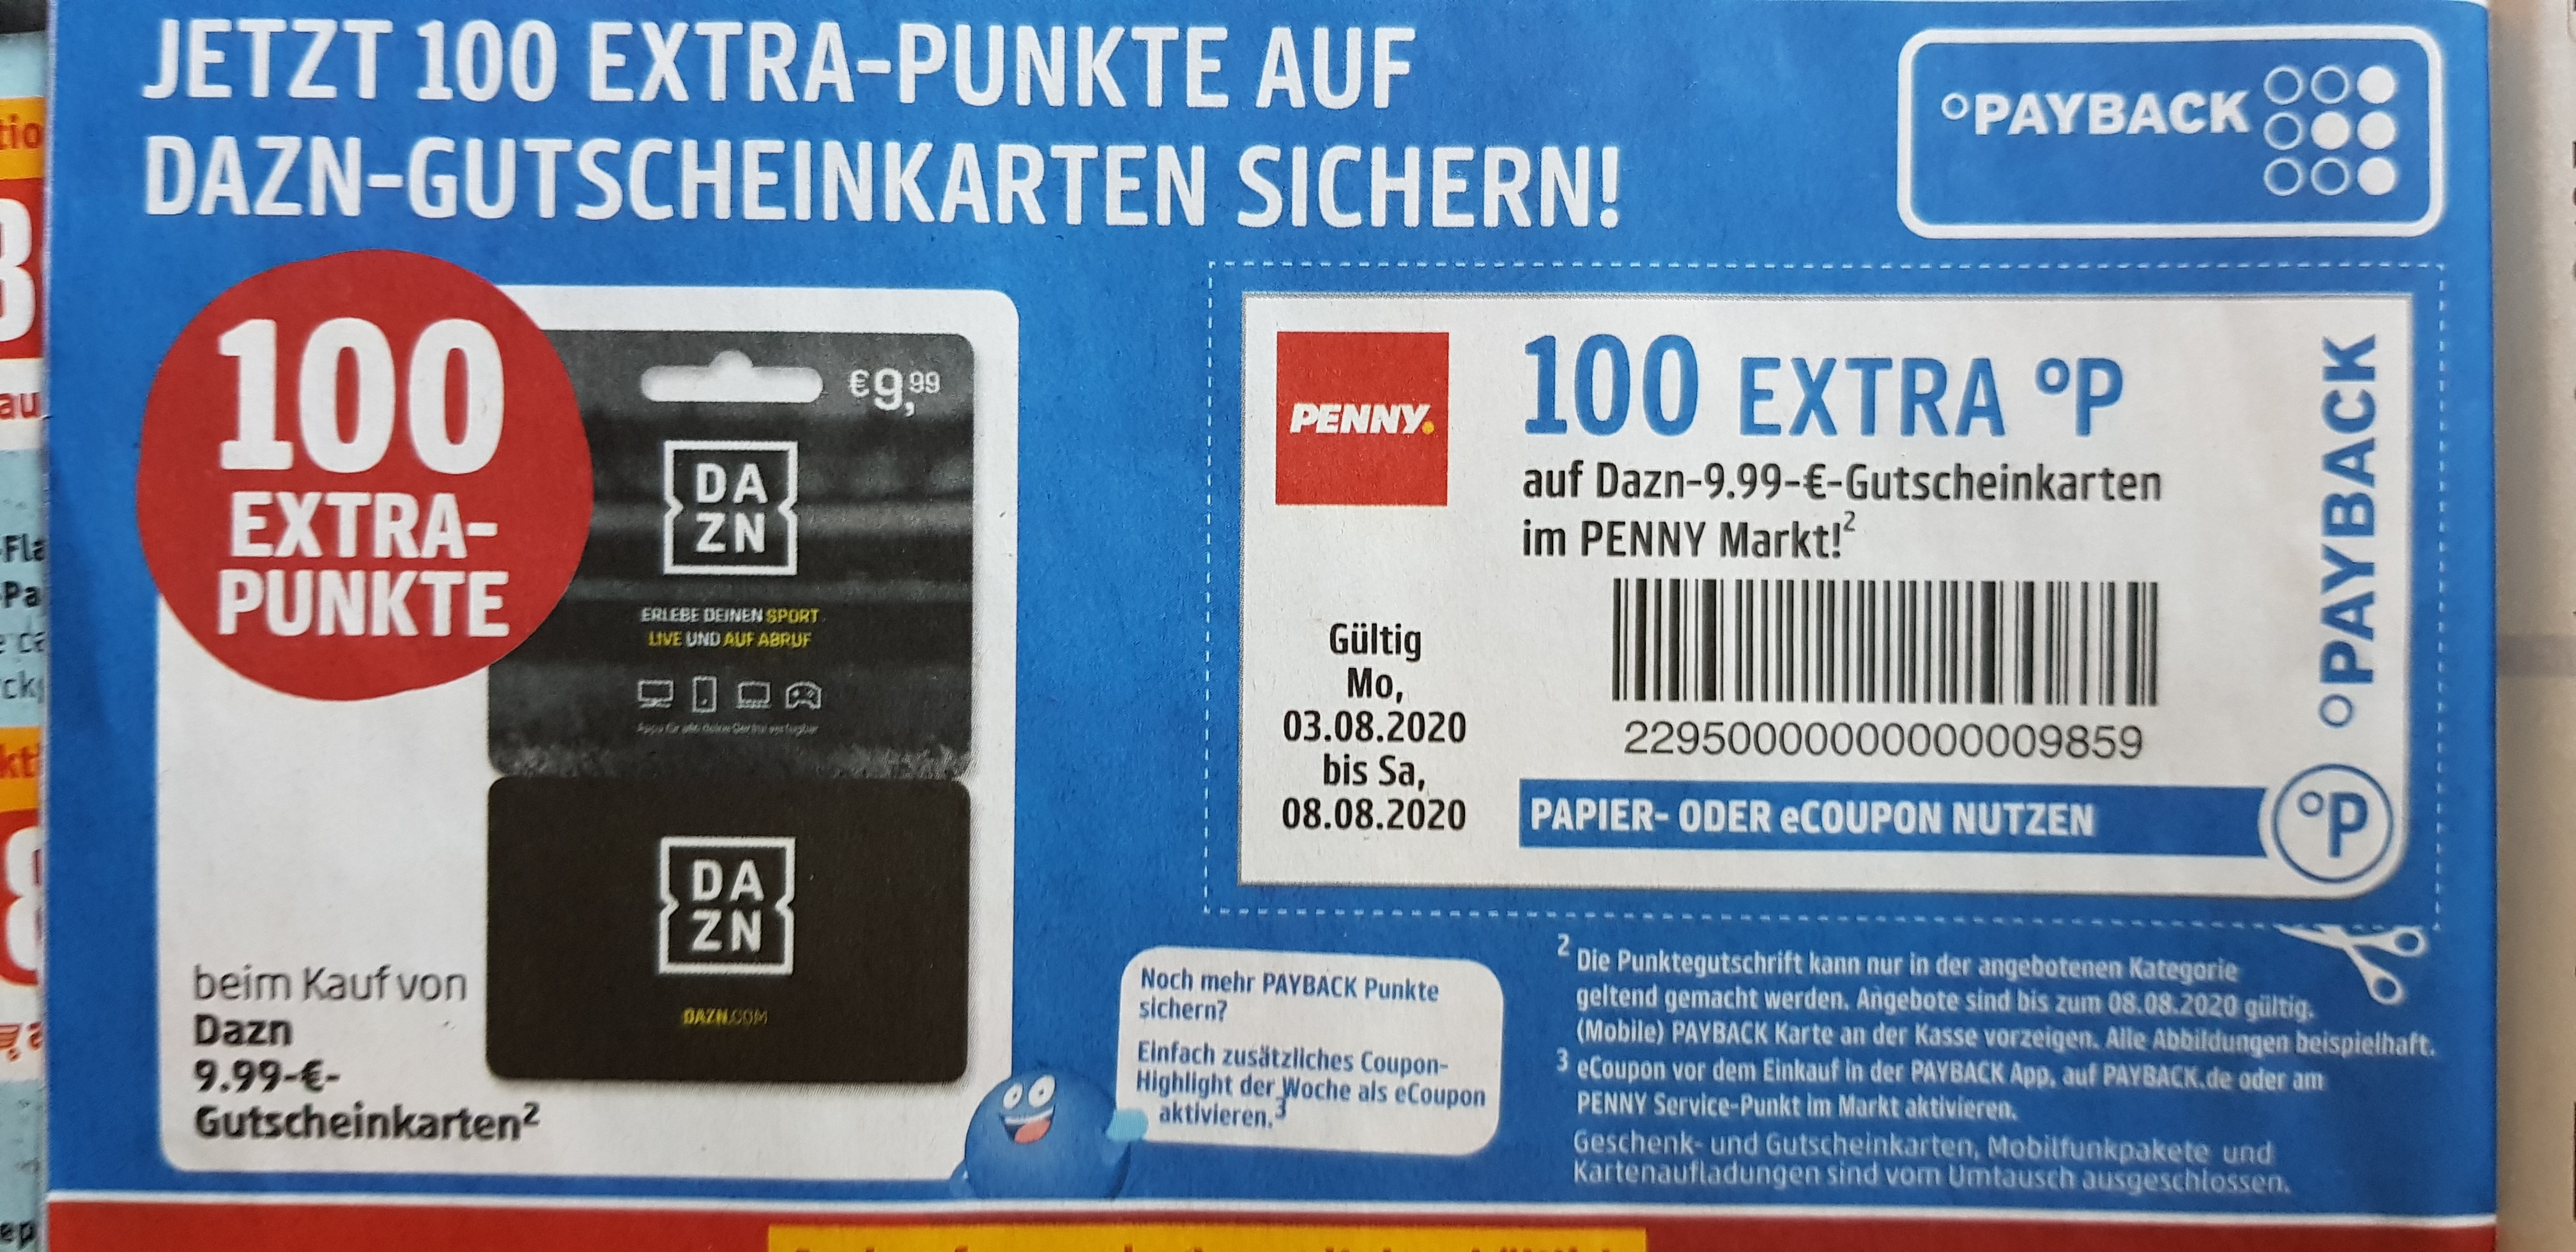 JETZT 100 EXTRA-PUNKTE AUF
DAZN-GUTSCHEINKARTEN SICHERN!
°PAYBACK
100
EXTRA-
PUNKTE
€9,99
DA
ZN
ERLEBE DEINEN SPORT
LIVE UND AUF ABRUF
Apps für alle deine Geräte verfügbar
DA
ZN
DAZN.COM
beim Kauf von
Dazn
9.99-€-
Gutscheinkarten²
PENNY.
100 EXTRA °P
auf Dazn-9.99-€-Gutscheinkarten
im PENNY Markt!²
Gültig
Mo,
03.08.2020
bis Sa,
08.08.2020
22950000000000009859
PAPIER- ODER eCOUPON NUTZEN
°P
°PAYBACK
Noch mehr PAYBACK Punkte
sichern?
Einfach zusätzliches Coupon-
Highlight der Woche als eCoupon
aktivieren.³
² Die Punktegutschrift kann nur in der angebotenen Kategorie
geltend gemacht werden. Angebote sind bis zum 08.08.2020 gültig.
(Mobile) PAYBACK Karte an der Kasse vorzeigen. Alle Abbildungen beispielhaft.
³ eCoupon vor dem Einkauf in der PAYBACK App, auf PAYBACK.de oder am
PENNY Service-Punkt im Markt aktivieren.
Geschenk- und Gutscheinkarten, Mobilfunkpakete und
Kartenaufladungen sind vom Umtausch ausgeschlossen.